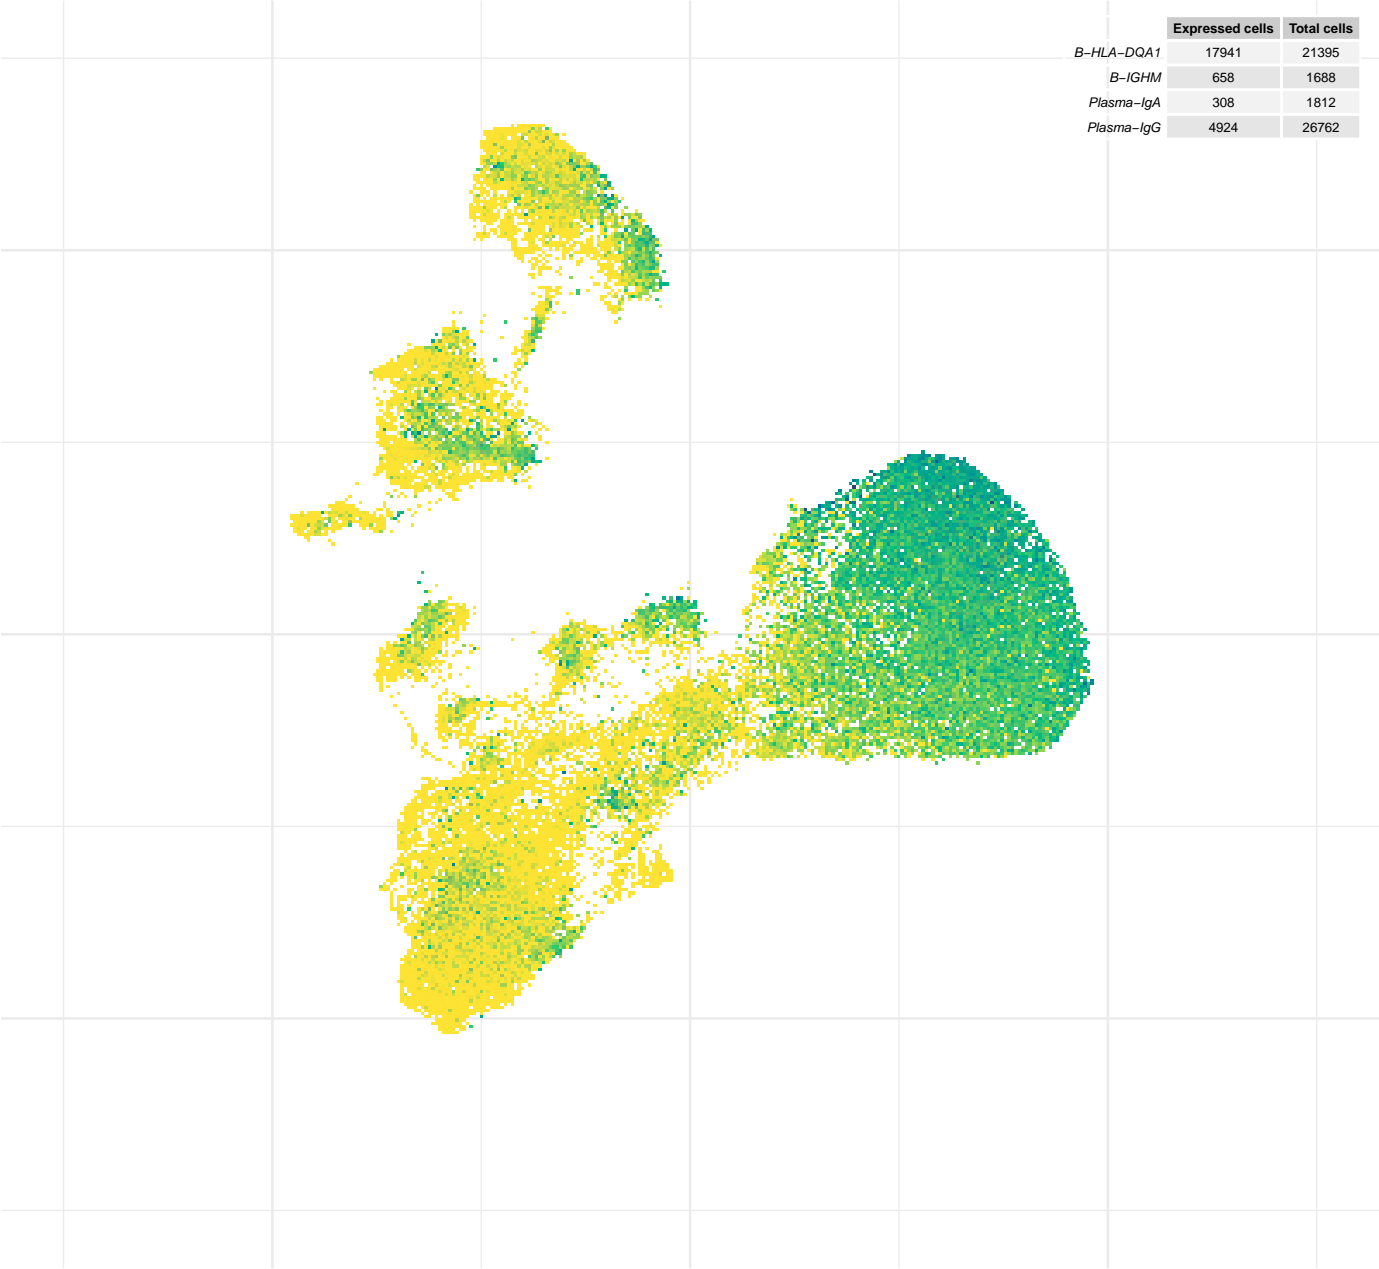 Expressed cells Total cells
B−HLA−DQA1 17941 21395
B−IGHM 658 1688
Plasma−IgA 308 1812
Plasma−IgG 4924 26762